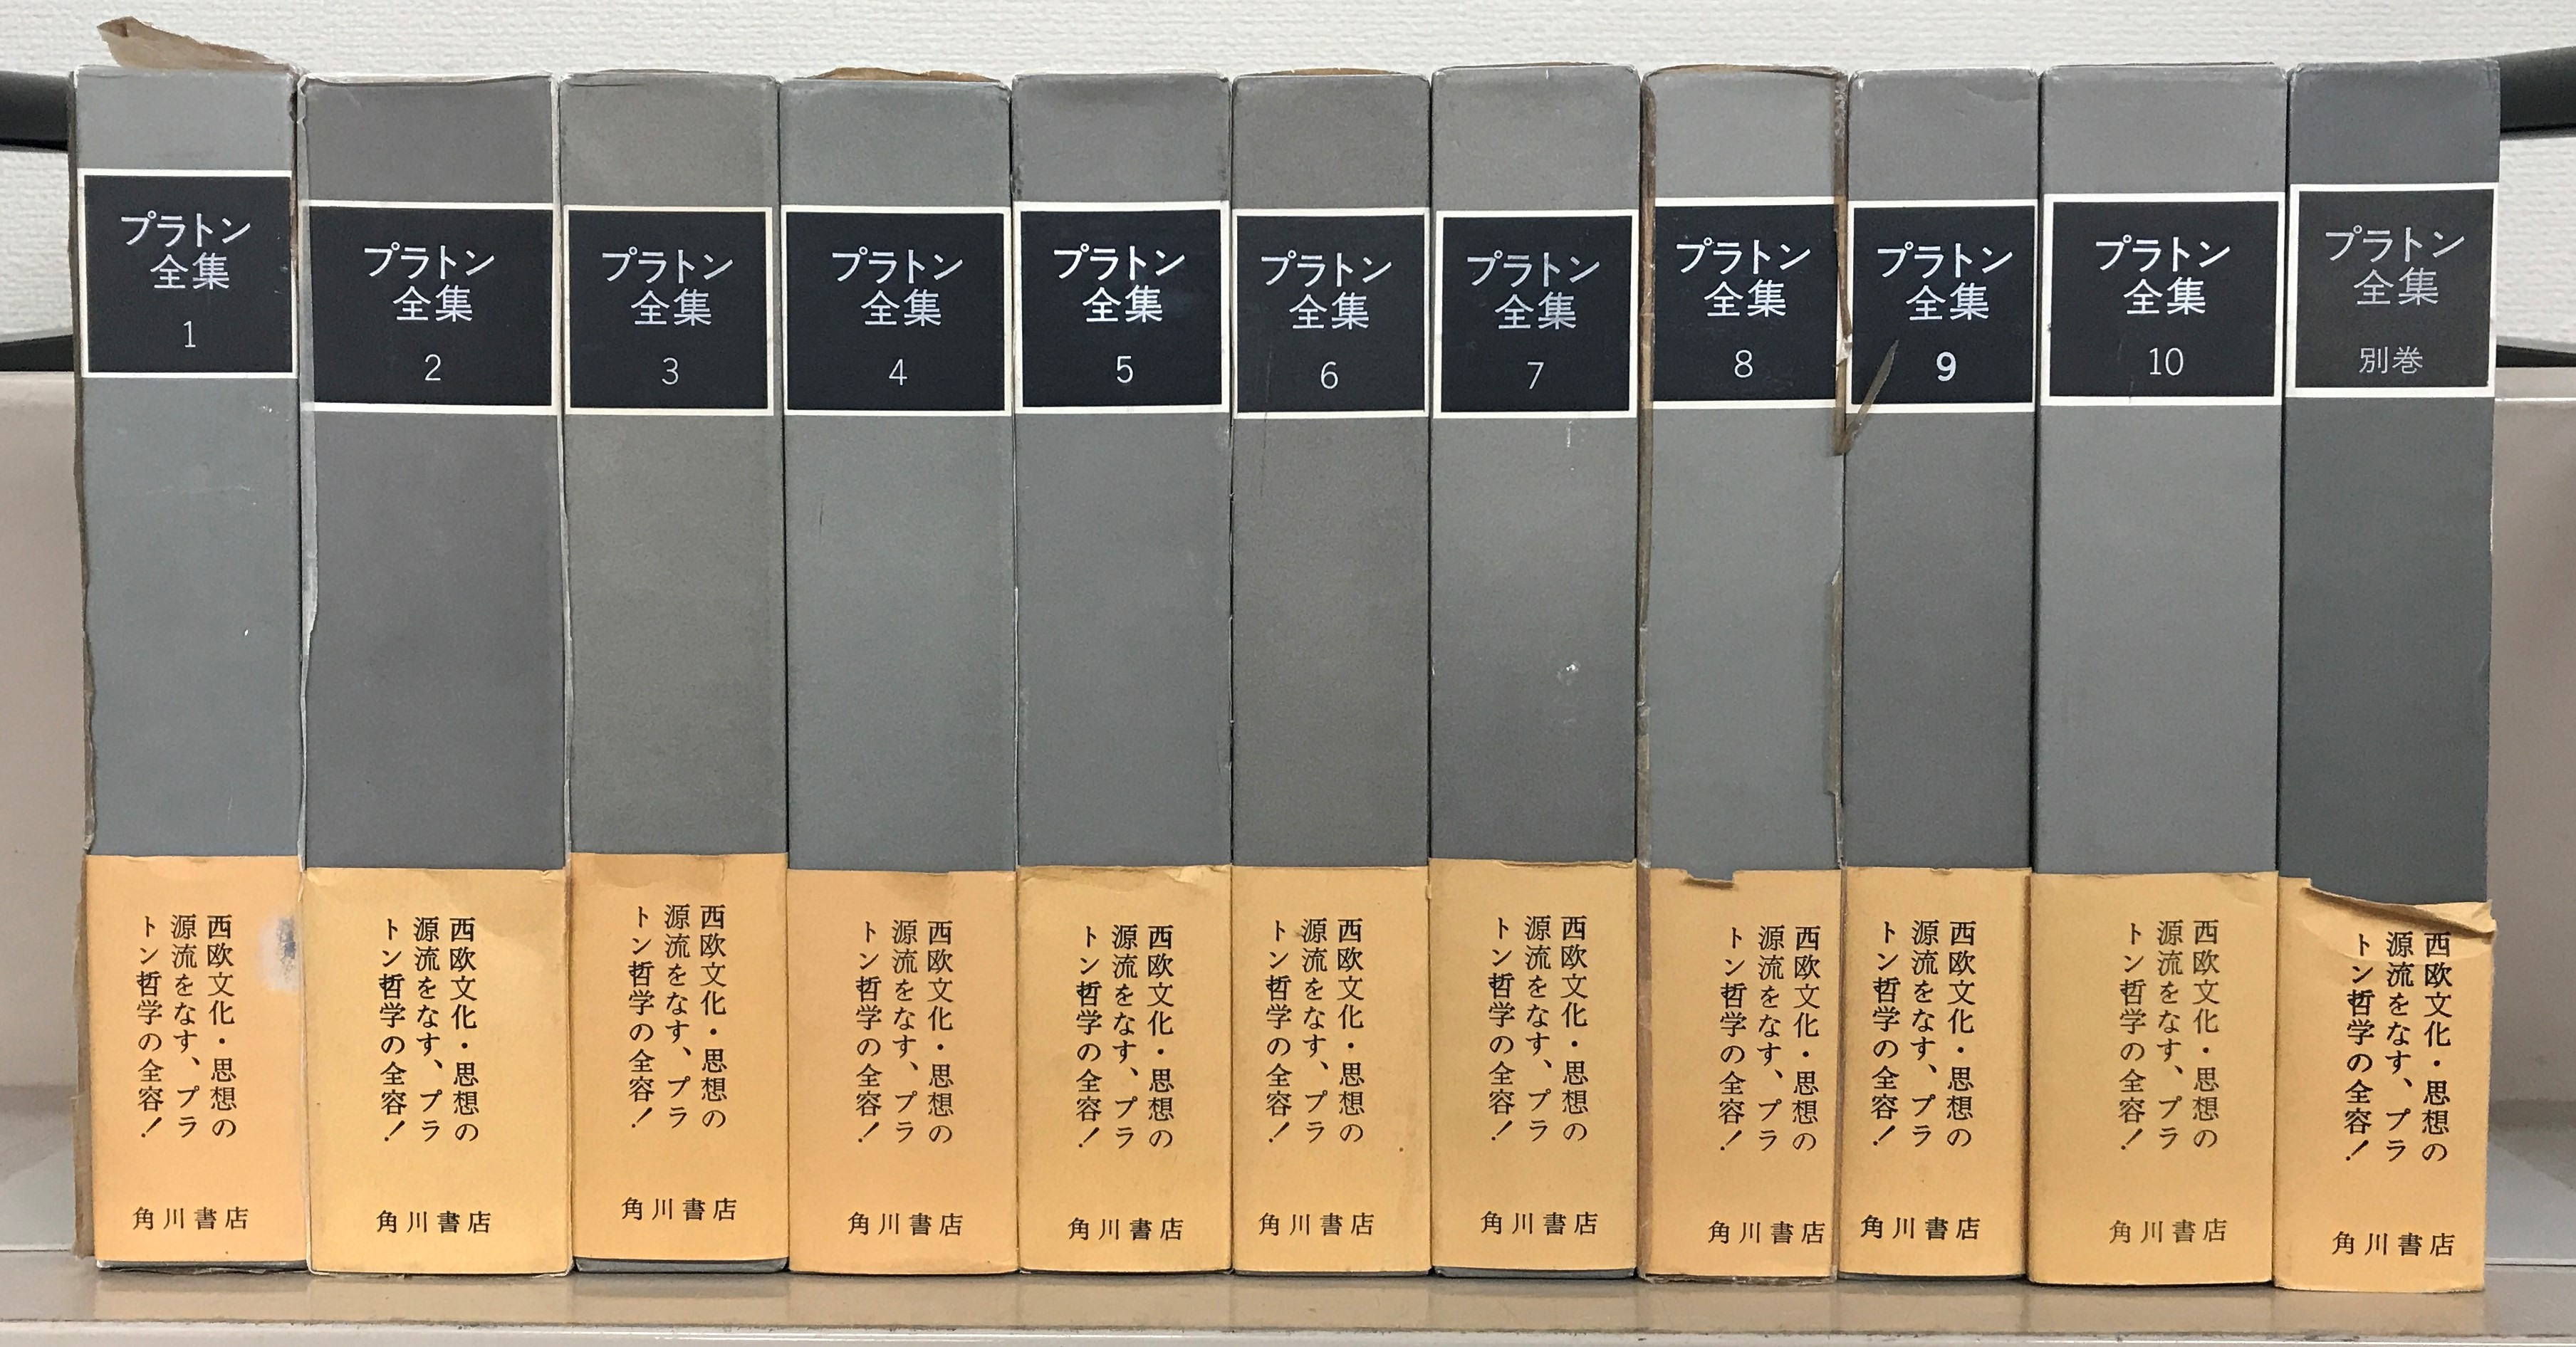 プラトン
全集
1
西欧文化・思想の
源流をなす、プラ
トン哲学の全容!
角川書店
プラトン
全集
2
西欧文化・思想の
源流をなす、プラ
トン哲学の全容!
角川書店
プラトン
全集
3
西欧文化・思想の
源流をなす、プラ
トン哲学の全容!
角川書店
プラトン
全集
4
西欧文化・思想の
源流をなす、プラ
トン哲学の全容!
角川書店
プラトン
全集
5
西欧文化・思想の
源流をなす、プラ
トン哲学の全容!
角川書店
プラトン
全集
6
西欧文化・思想の
源流をなす、プラ
トン哲学の全容!
角川書店
プラトン
全集
7
西欧文化・思想の
源流をなす、プラ
トン哲学の全容!
角川書店
プラトン
全集
8
西欧文化・思想の
源流をなす、プラ
トン哲学の全容!
角川書店
プラトン
全集
9
西欧文化・思想の
源流をなす、プラ
トン哲学の全容!
角川書店
プラトン
全集
10
西欧文化・思想の
源流をなす、プラ
トン哲学の全容!
角川書店
プラトン
全集
別巻
西欧文化・思想の
源流をなす、プラ
トン哲学の全容!
角川書店